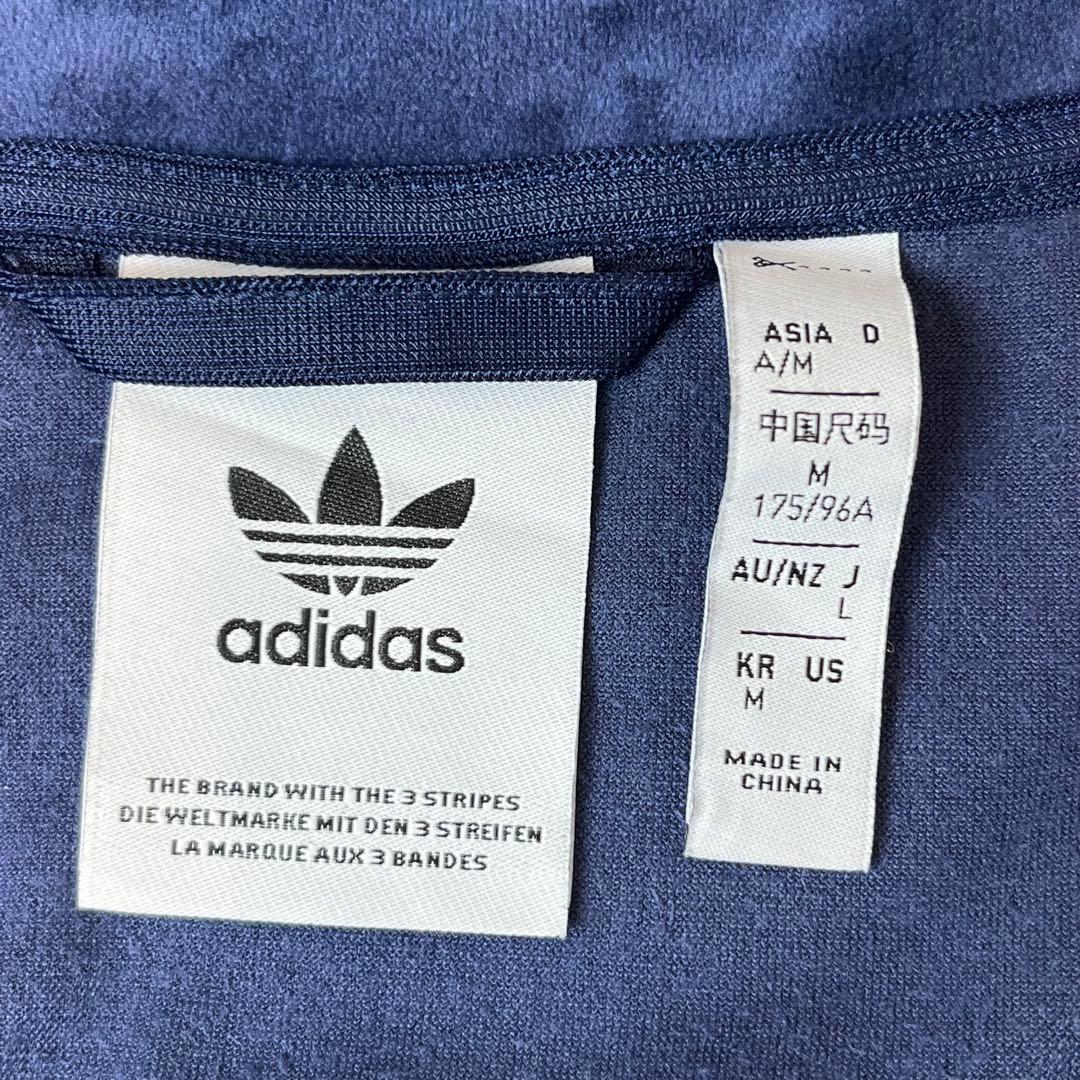 adidas
THE BRAND WITH THE 3 STRIPES
DIE WELTMARKE MIT DEN 3 STREIFEN
LA MARQUE AUX 3 BANDES
ASIA D
A/M
中国尺码
M
175/96A
AU/NZ J
L
KR US
M
MADE IN
CHINA